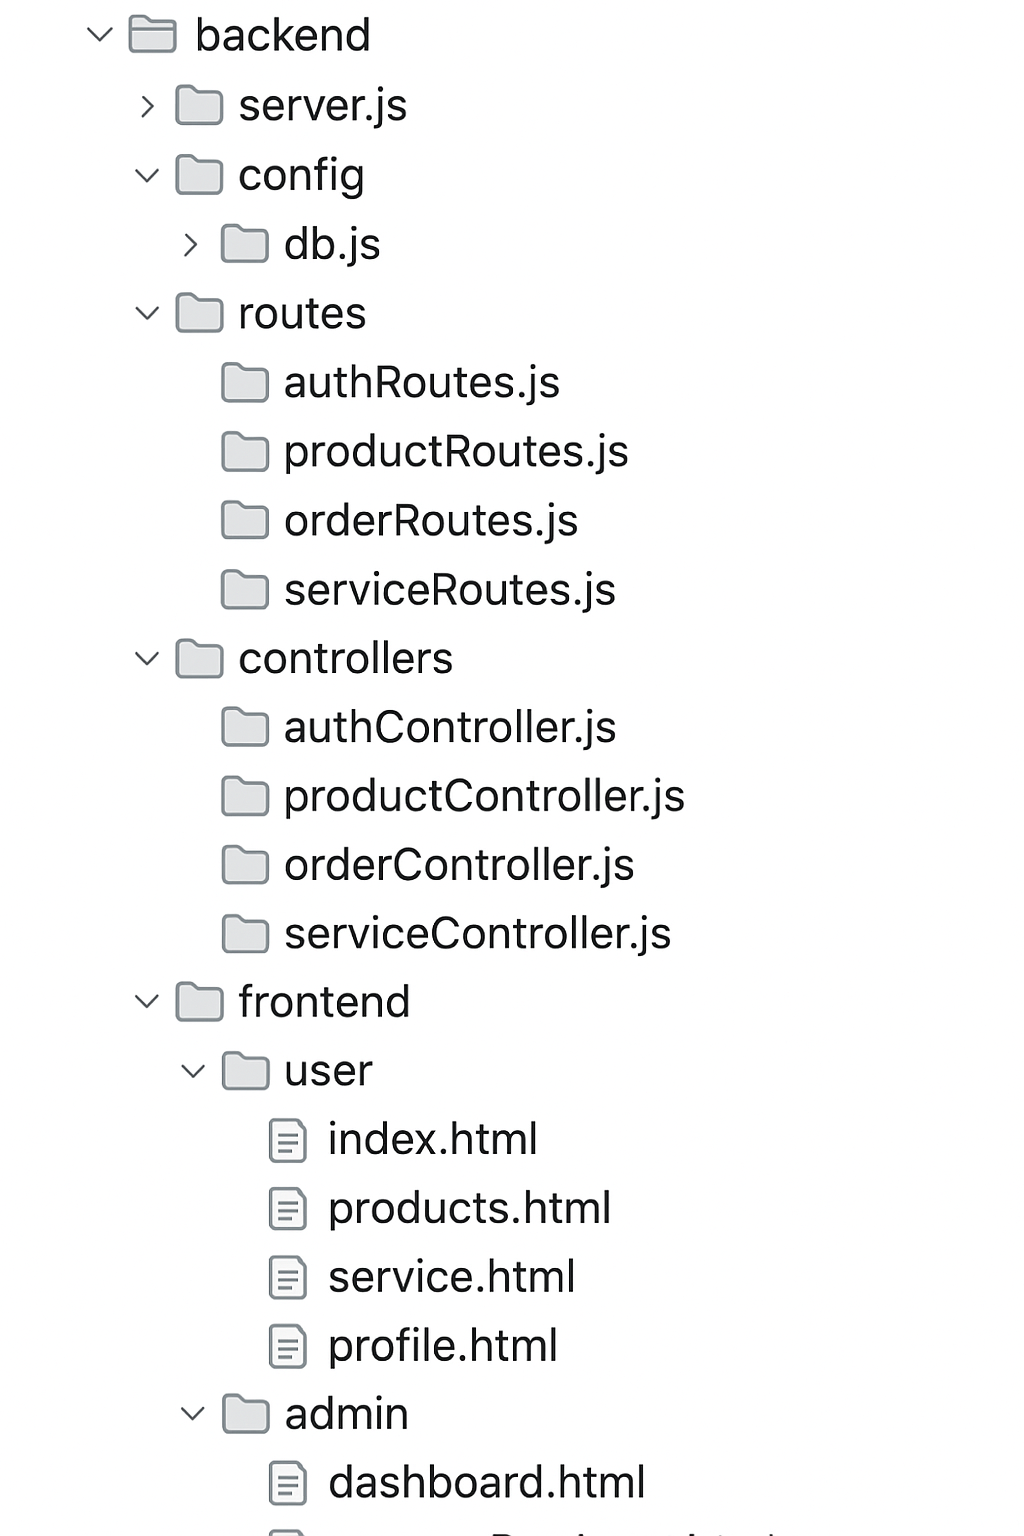 backend
server.js
config
db.js
routes
authRoutes.js
productRoutes.js
orderRoutes.js
serviceRoutes.js
controllers
authController.js
productController.js
orderController.js
serviceController.js
frontend
user
index.html
products.html
service.html
profile.html
admin
dashboard.html